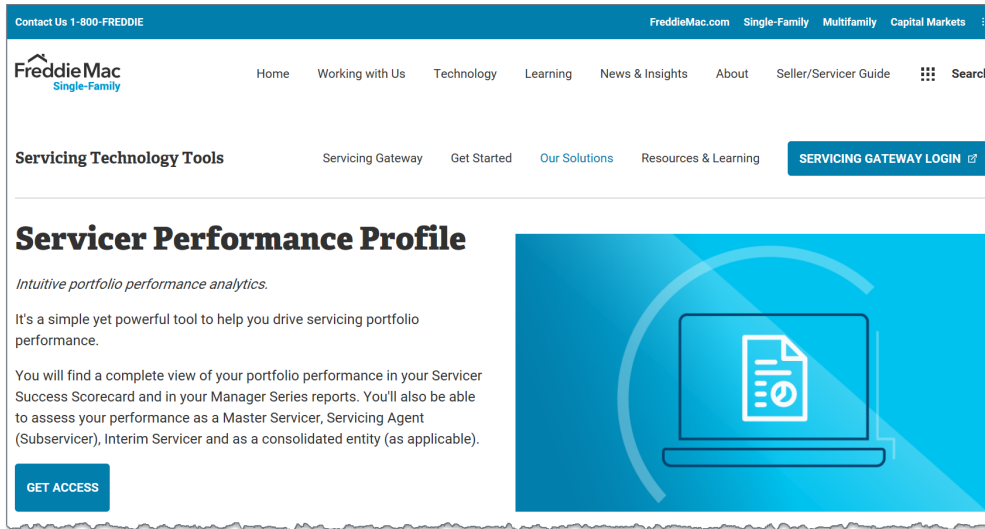 Contact Us 1-800-FREDDIE
FreddieMac.com Single-Family Multifamily Capital Markets
FreddieMac
Single-Family
Home Working with Us Technology Learning News & Insights About Seller/Servicer Guide Search
Servicing Technology Tools
Servicing Gateway Get Started Our Solutions Resources & Learning SERVICING GATEWAY LOGIN
Servicer Performance Profile
Intuitive portfolio performance analytics.
It's a simple yet powerful tool to help you drive servicing portfolio
performance.
You will find a complete view of your portfolio performance in your Servicer
Success Scorecard and in your Manager Series reports. You'll also be able
to assess your performance as a Master Servicer, Servicing Agent
(Subservicer), Interim Servicer and as a consolidated entity (as applicable).
GET ACCESS